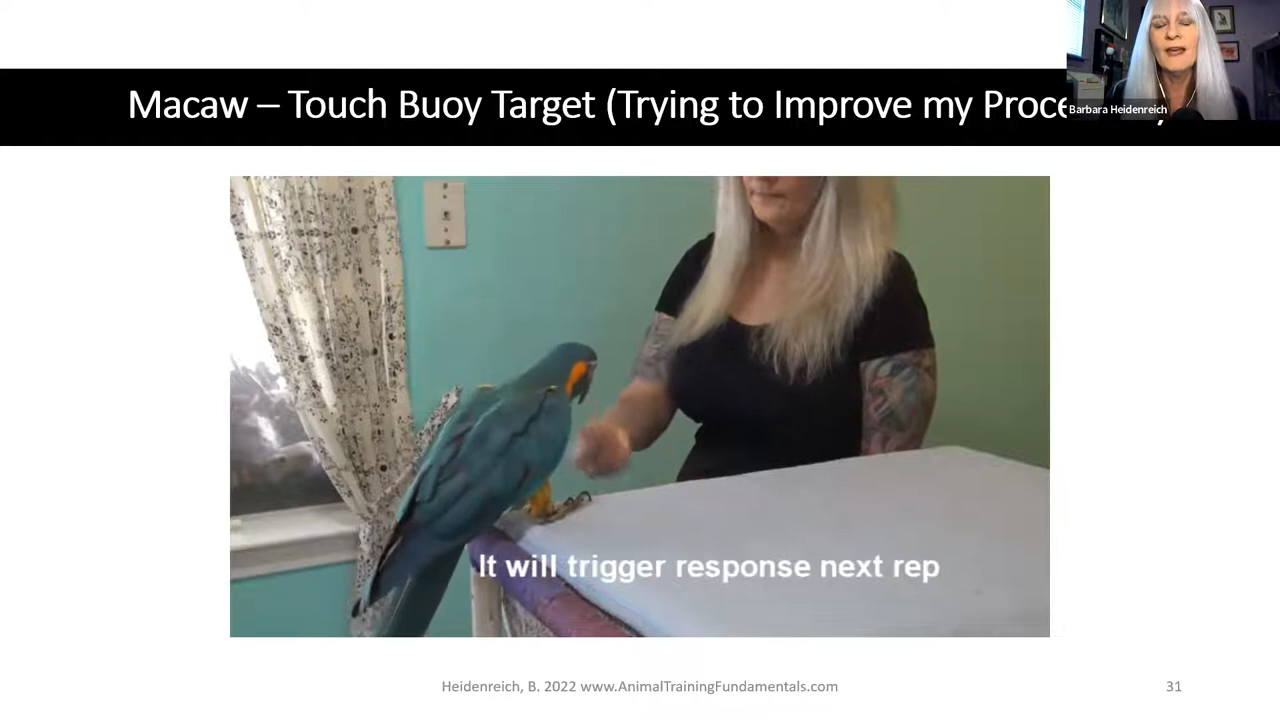 Macaw – Touch Buoy Target (Trying to Improve my Proce
Barbara Heidenreich
It will trigger response next rep
Heidenreich, B. 2022 www.AnimalTrainingFundamentals.com
31